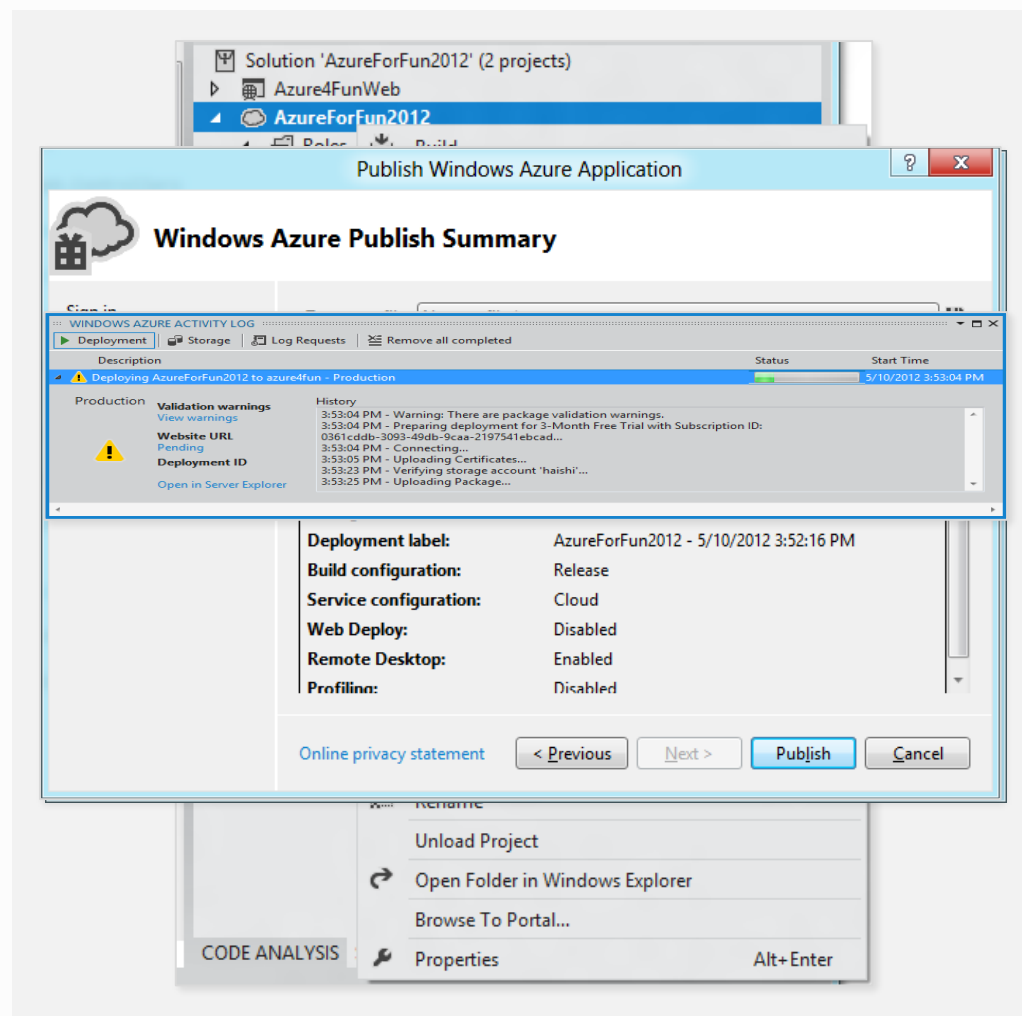 Solution 'AzureForFun2012' (2 projects)
Azure4FunWeb
AzureForFun2012
Roles
Build
Publish Windows Azure Application
?
X
Windows Azure Publish Summary
Sign in
WINDOWS AZURE ACTIVITY LOG
Deployment Storage Log Requests Remove all completed
Description Status Start Time
Deploying AzureForFun2012 to azure4fun - Production 5/10/2012 3:53:04 PM
Production
Validation warnings
View warnings
Website URL
Pending
Deployment ID
Open in Server Explorer
History
3:53:04 PM - Warning: There are package validation warnings.
3:53:04 PM - Preparing deployment for 3-Month Free Trial with Subscription ID:
0361cddb-3093-49db-9caa-2197541ebcad...
3:53:04 PM - Connecting...
3:53:05 PM - Uploading Certificates...
3:53:23 PM - Verifying storage account 'haishi'...
3:53:25 PM - Uploading Package...
Deployment label: AzureForFun2012 - 5/10/2012 3:52:16 PM
Build configuration: Release
Service configuration: Cloud
Web Deploy: Disabled
Remote Desktop: Enabled
Profiling: Disabled
Online privacy statement < Previous Next > Publish Cancel
Rename
Unload Project
Open Folder in Windows Explorer
Browse To Portal...
CODE ANALYSIS
Properties Alt+Enter